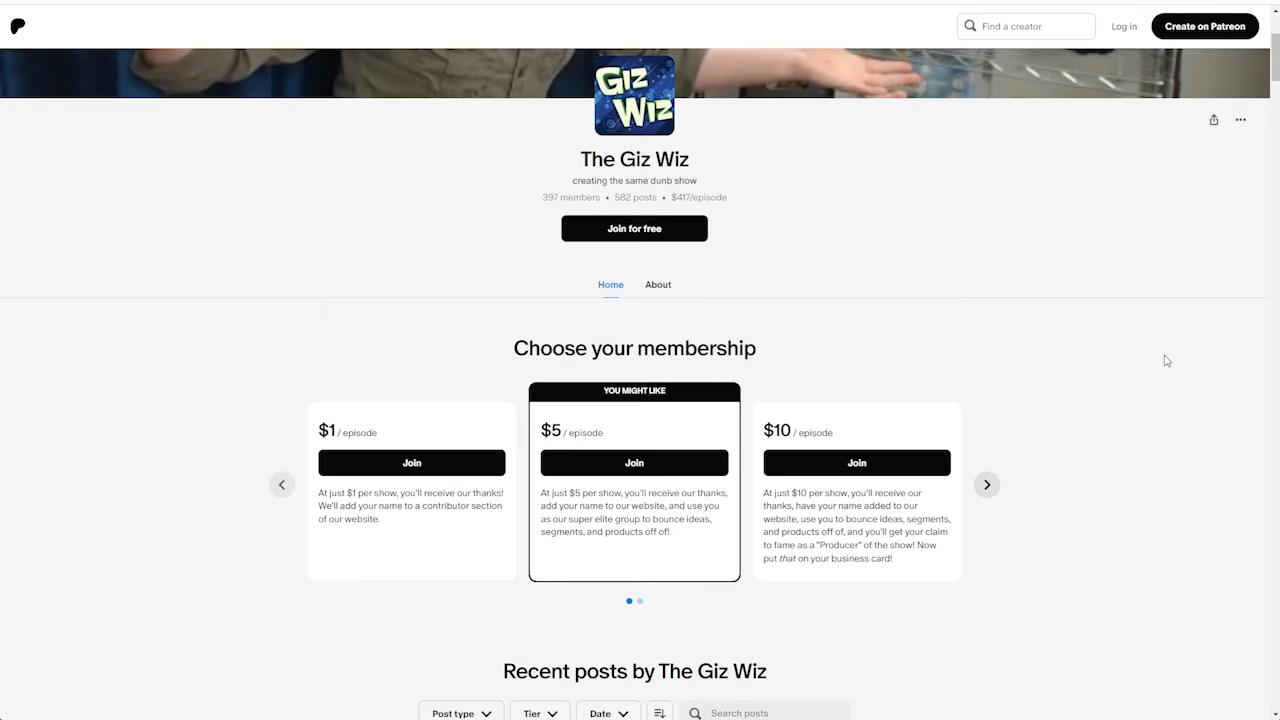 Find a creator
Log in
Create on Patreon
GIZ
WIZ
The Giz Wiz
creating the same dunb show
397 members • 582 posts • $417/episode
Join for free
Home
About
Choose your membership
YOU MIGHT LIKE
$1 / episode
Join
At just $1 per show, you'll receive our thanks!
We'll add your name to a contributor section
of our website.
$5 / episode
Join
At just $5 per show, you'll receive our thanks,
add your name to our website, and use you
as our super elite group to bounce ideas,
segments, and products off of!
$10 / episode
Join
At just $10 per show, you'll receive our
thanks, have your name added to our
website, use you to bounce ideas, segments,
and products off of, and you'll get your claim
to fame as a "Producer" of the show! Now
put that on your business card!
Recent posts by The Giz Wiz
Post type
Tier
Date
Search posts